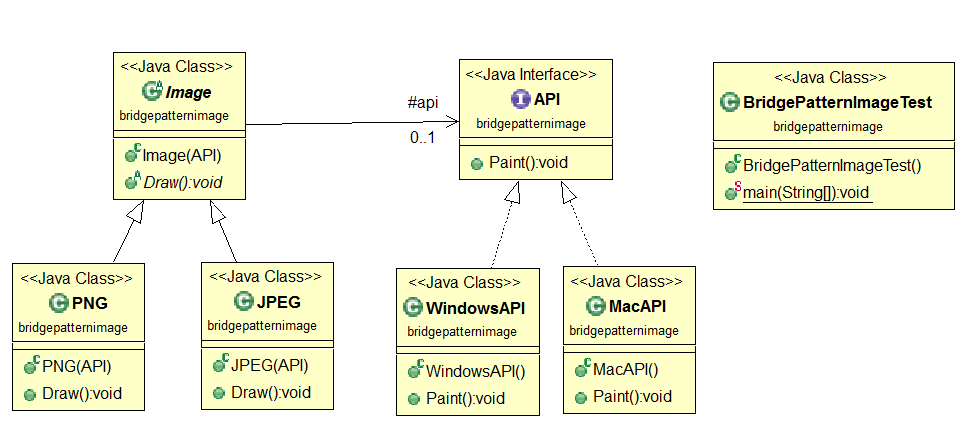 <<Java Class>>
Image
bridgepatternimage
Image(API)
Draw():void
#api
0..1
<<Java Interface>>
API
bridgepatternimage
Paint():void
<<Java Class>>
BridgePatternImageTest
bridgepatternimage
BridgePatternImageTest()
main(String[]):void
<<Java Class>>
PNG
bridgepatternimage
PNG(API)
Draw():void
<<Java Class>>
JPEG
bridgepatternimage
JPEG(API)
Draw():void
<<Java Class>>
WindowsAPI
bridgepatternimage
WindowsAPI()
Paint():void
<<Java Class>>
MacAPI
bridgepatternimage
MacAPI()
Paint():void